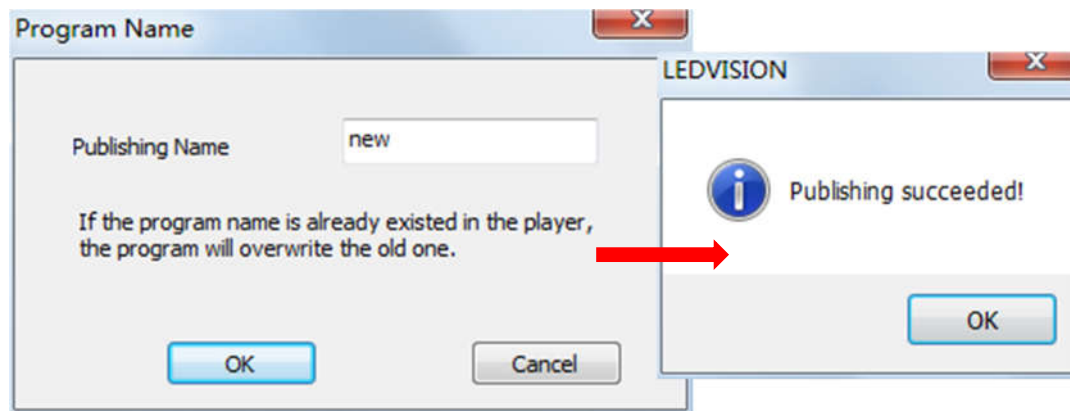 Program Name
Publishing Name
new
If the program name is already existed in the player,
the program will overwrite the old one.
OK
Cancel
LEDVISION
Publishing succeeded!
OK